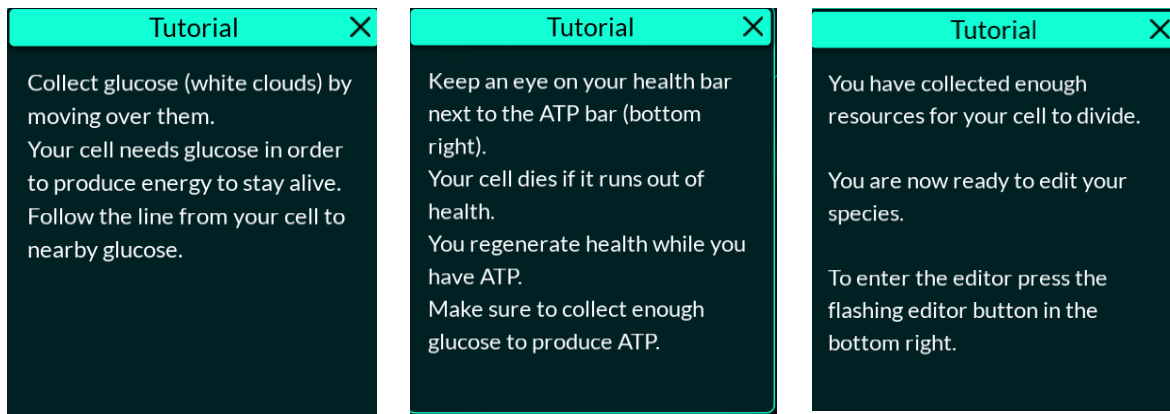 Tutorial
Collect glucose (white clouds) by
moving over them.
Your cell needs glucose in order
to produce energy to stay alive.
Follow the line from your cell to
nearby glucose.
Tutorial
Keep an eye on your health bar
next to the ATP bar (bottom
right).
Your cell dies if it runs out of
health.
You regenerate health while you
have ATP.
Make sure to collect enough
glucose to produce ATP.
Tutorial
You have collected enough
resources for your cell to divide.
You are now ready to edit your
species.
To enter the editor press the
flashing editor button in the
bottom right.